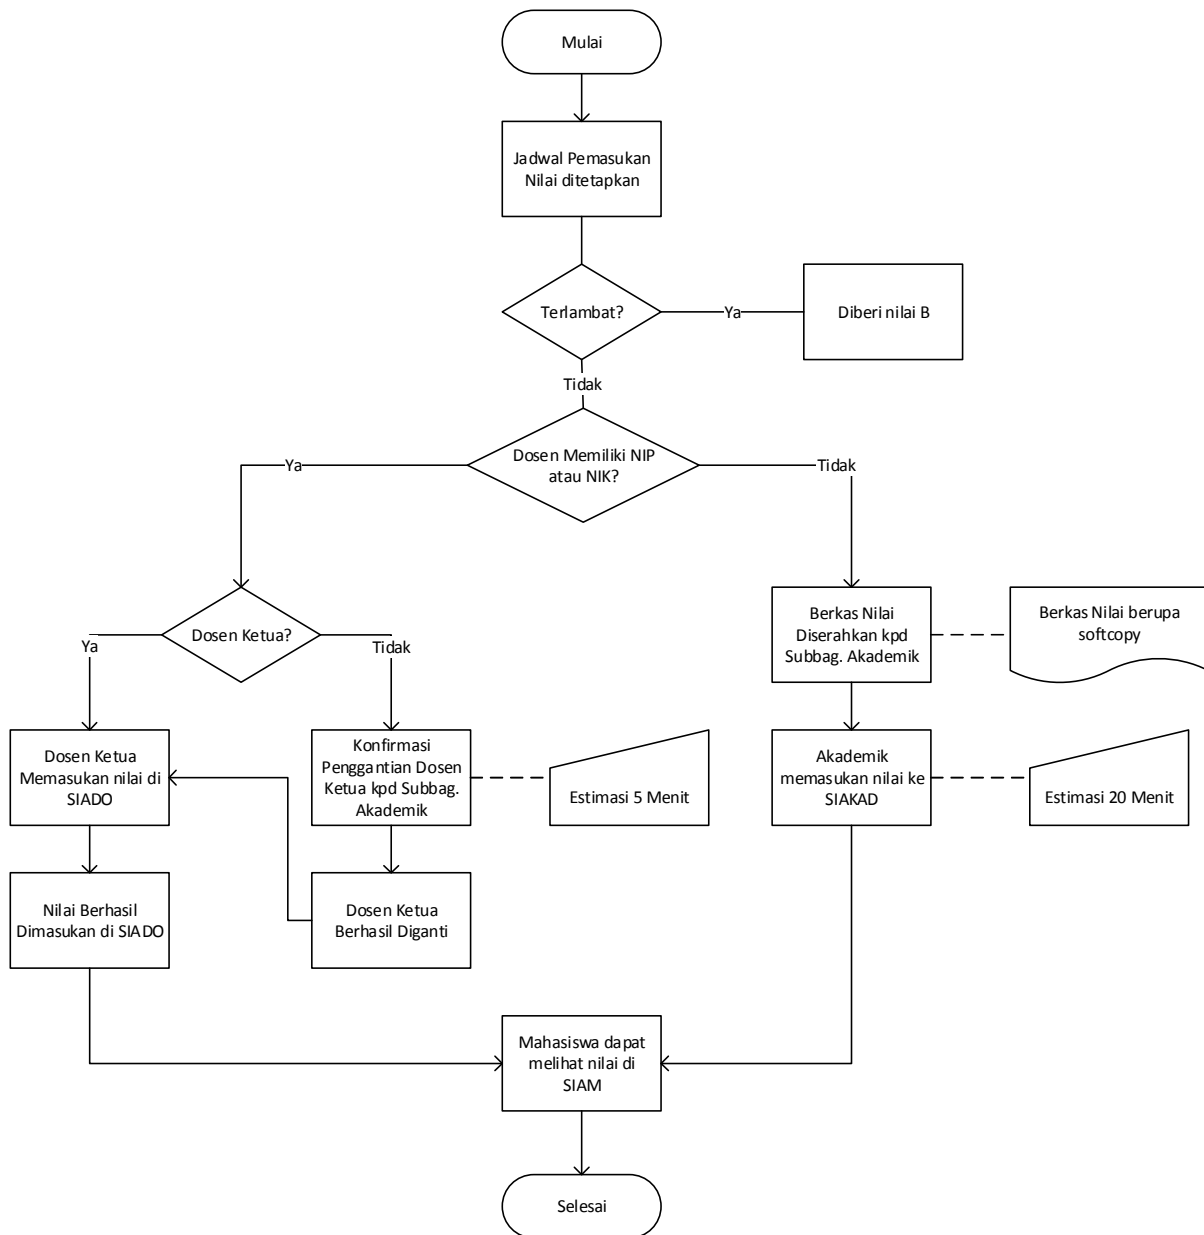 Mulai
Jadwal Pemasukan
Nilai ditetapkan
Terlambat?
Ya
Diberi nilai B
Tidak
Dosen Memiliki NIP
atau NIK?
Ya
Tidak
Dosen Ketua?
Ya
Tidak
Berkas Nilai
Diserahkan kpd
Subbag. Akademik
Berkas Nilai berupa
softcopy
Dosen Ketua
Memasukan nilai di
SIADO
Konfirmasi
Penggantian Dosen
Ketua kpd Subbag.
Akademik
Estimasi 5 Menit
Akademik
memasukan nilai ke
SIAKAD
Estimasi 20 Menit
Nilai Berhasil
Dimasukan di SIADO
Dosen Ketua
Berhasil Diganti
Mahasiswa dapat
melihat nilai di
SIAM
Selesai